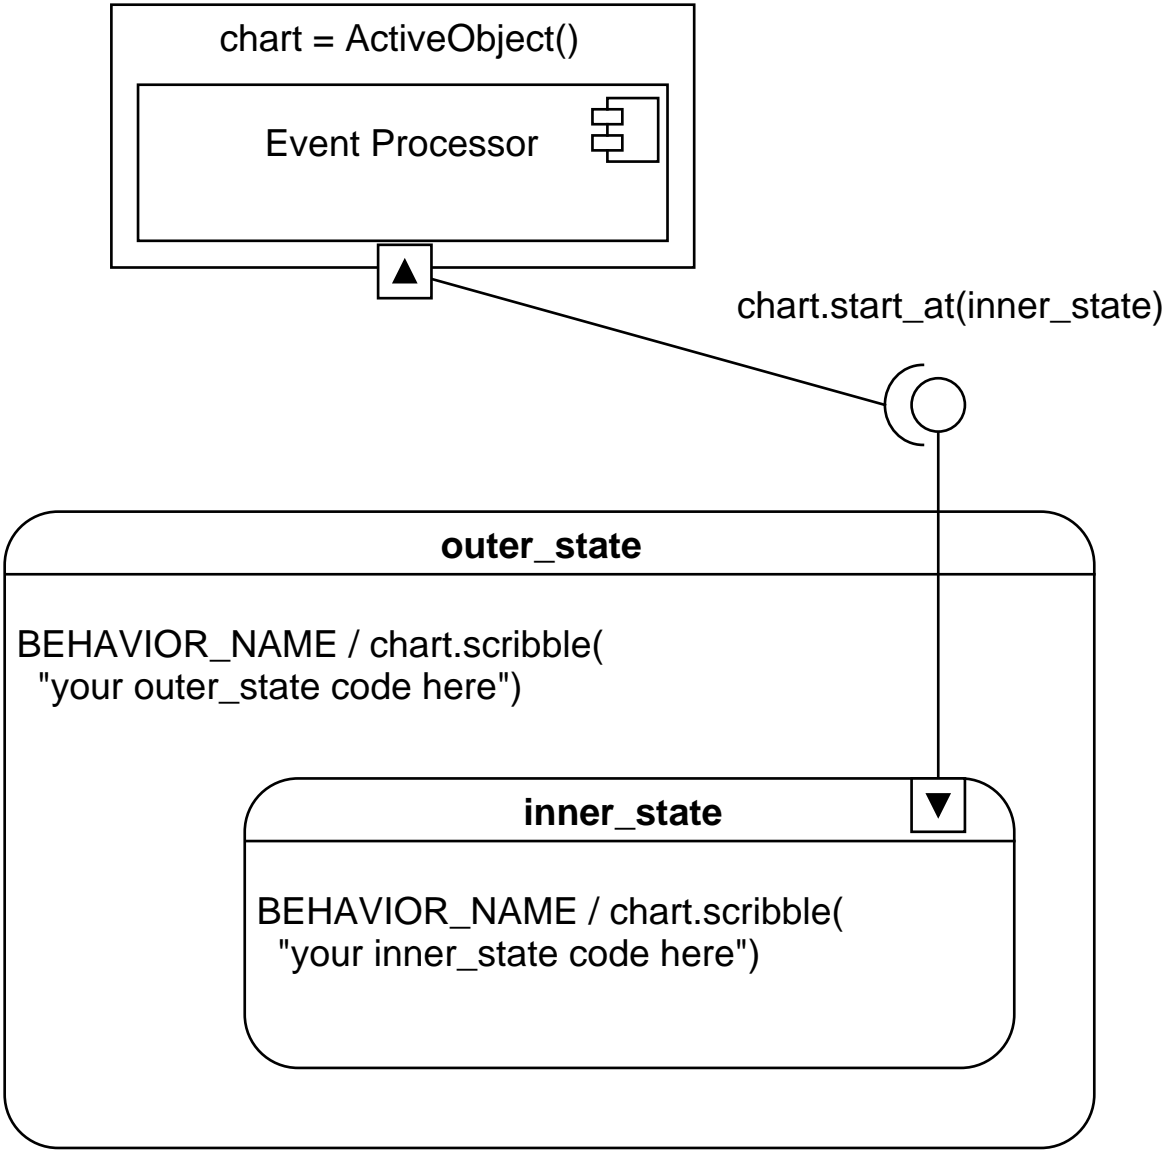 chart = ActiveObject()
Event Processor
chart.start_at(inner_state)
outer_state
BEHAVIOR_NAME / chart.scribble(
"your outer_state code here")
inner_state
BEHAVIOR_NAME / chart.scribble(
"your inner_state code here")